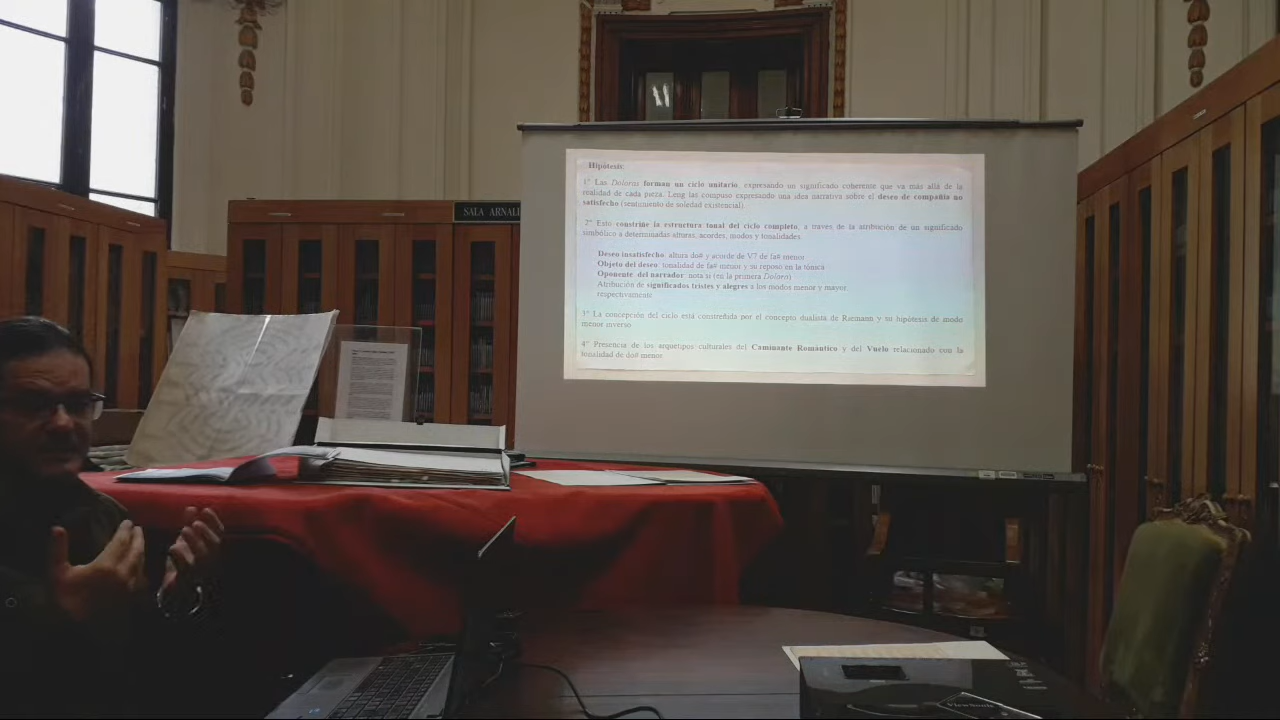 Hipótesis:
1º Las Doloras forman un ciclo unitario, expresando un significado coherente que va más allá de la
realidad de cada pieza. Leng las compuso expresando una idea narrativa sobre el deseo de compañía no
satisfecho (sentimiento de soledad existencial).
2º Esto constriñe la estructura tonal del ciclo completo, a través de la atribución de un significado
simbólico a determinadas alturas, acordes, modos y tonalidades
Deseo insatisfecho: altura do# y acorde de V7 de fa# menor
Objeto del deseo: tonalidad de fa# menor y su reposo en la tónica
Oponente del narrador: nota si (en la primera Dolora)
Atribución de significados tristes y alegres a los modos menor y mayor,
respectivamente
3º La concepción del ciclo está constreñida por el concepto dualista de Riemann y su hipótesis de modo
menor inverso
4º Presencia de los arquetipos culturales del Caminante Romántico y del Vuelo relacionado con la
tonalidad de do# menor
SALA ARNALD
ViewSonic